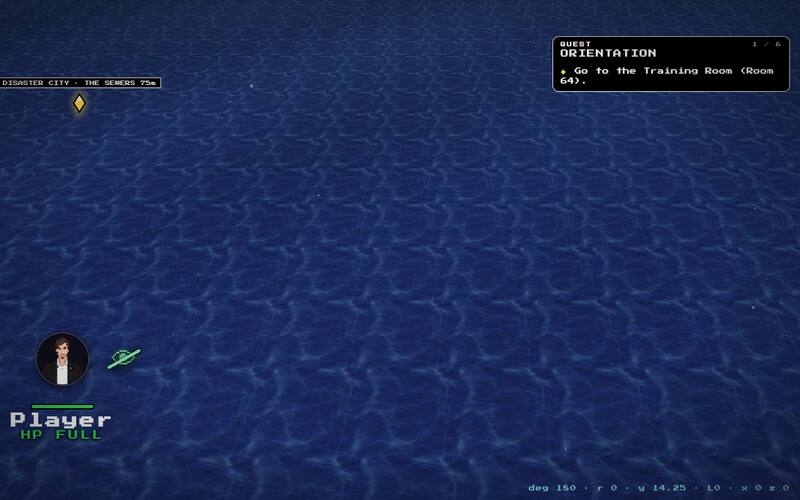 QUEST 1 / 6
ORIENTATION
◆ Go to the Training Room (Room
64).
DISASTER CITY · THE SEWERS 75m
Player
HP FULL
deg 180 · r 0 · y 14.25 · L0 · x 0 z 0